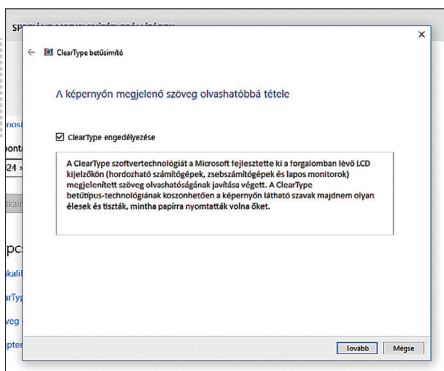 ClearType betűsimító
A képernyőn megjelenő szöveg olvashatóbbá tétele
ClearType engedélyezése
A ClearType szoftvertechnológiát a Microsoft fejlesztette ki a forgalomban lévő LCD
kijelzőkön (hordozható számítógépek, zsebszámítógépek és lapos monitorok)
megjelenített szöveg olvashatóságának javítása végett. A ClearType
betűtípus-technológiának köszönhetően a képernyőn látható szavak majdnem olyan
élesek és tiszták, mintha papírra nyomtatták volna őket.
Tovább
Mégse